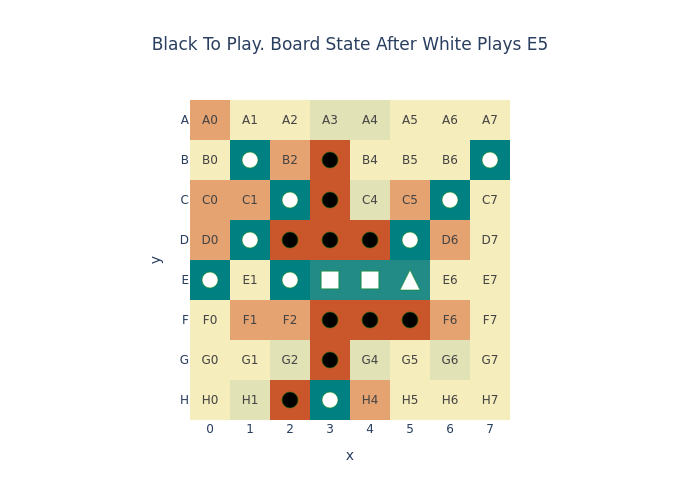 Black To Play. Board State After White Plays E5
A A0 A1 A2 A3 A4 A5 A6 A7
B B0 B2 B4 B5 B6
C C0 C1 C4 C5 C7
D D0 D6 D7
y
E E1 E6 E7
F F0 F1 F2 F6 F7
G G0 G1 G2 G4 G5 G6 G7
H H0 H1 H4 H5 H6 H7
0 1 2 3 4 5 6 7
x